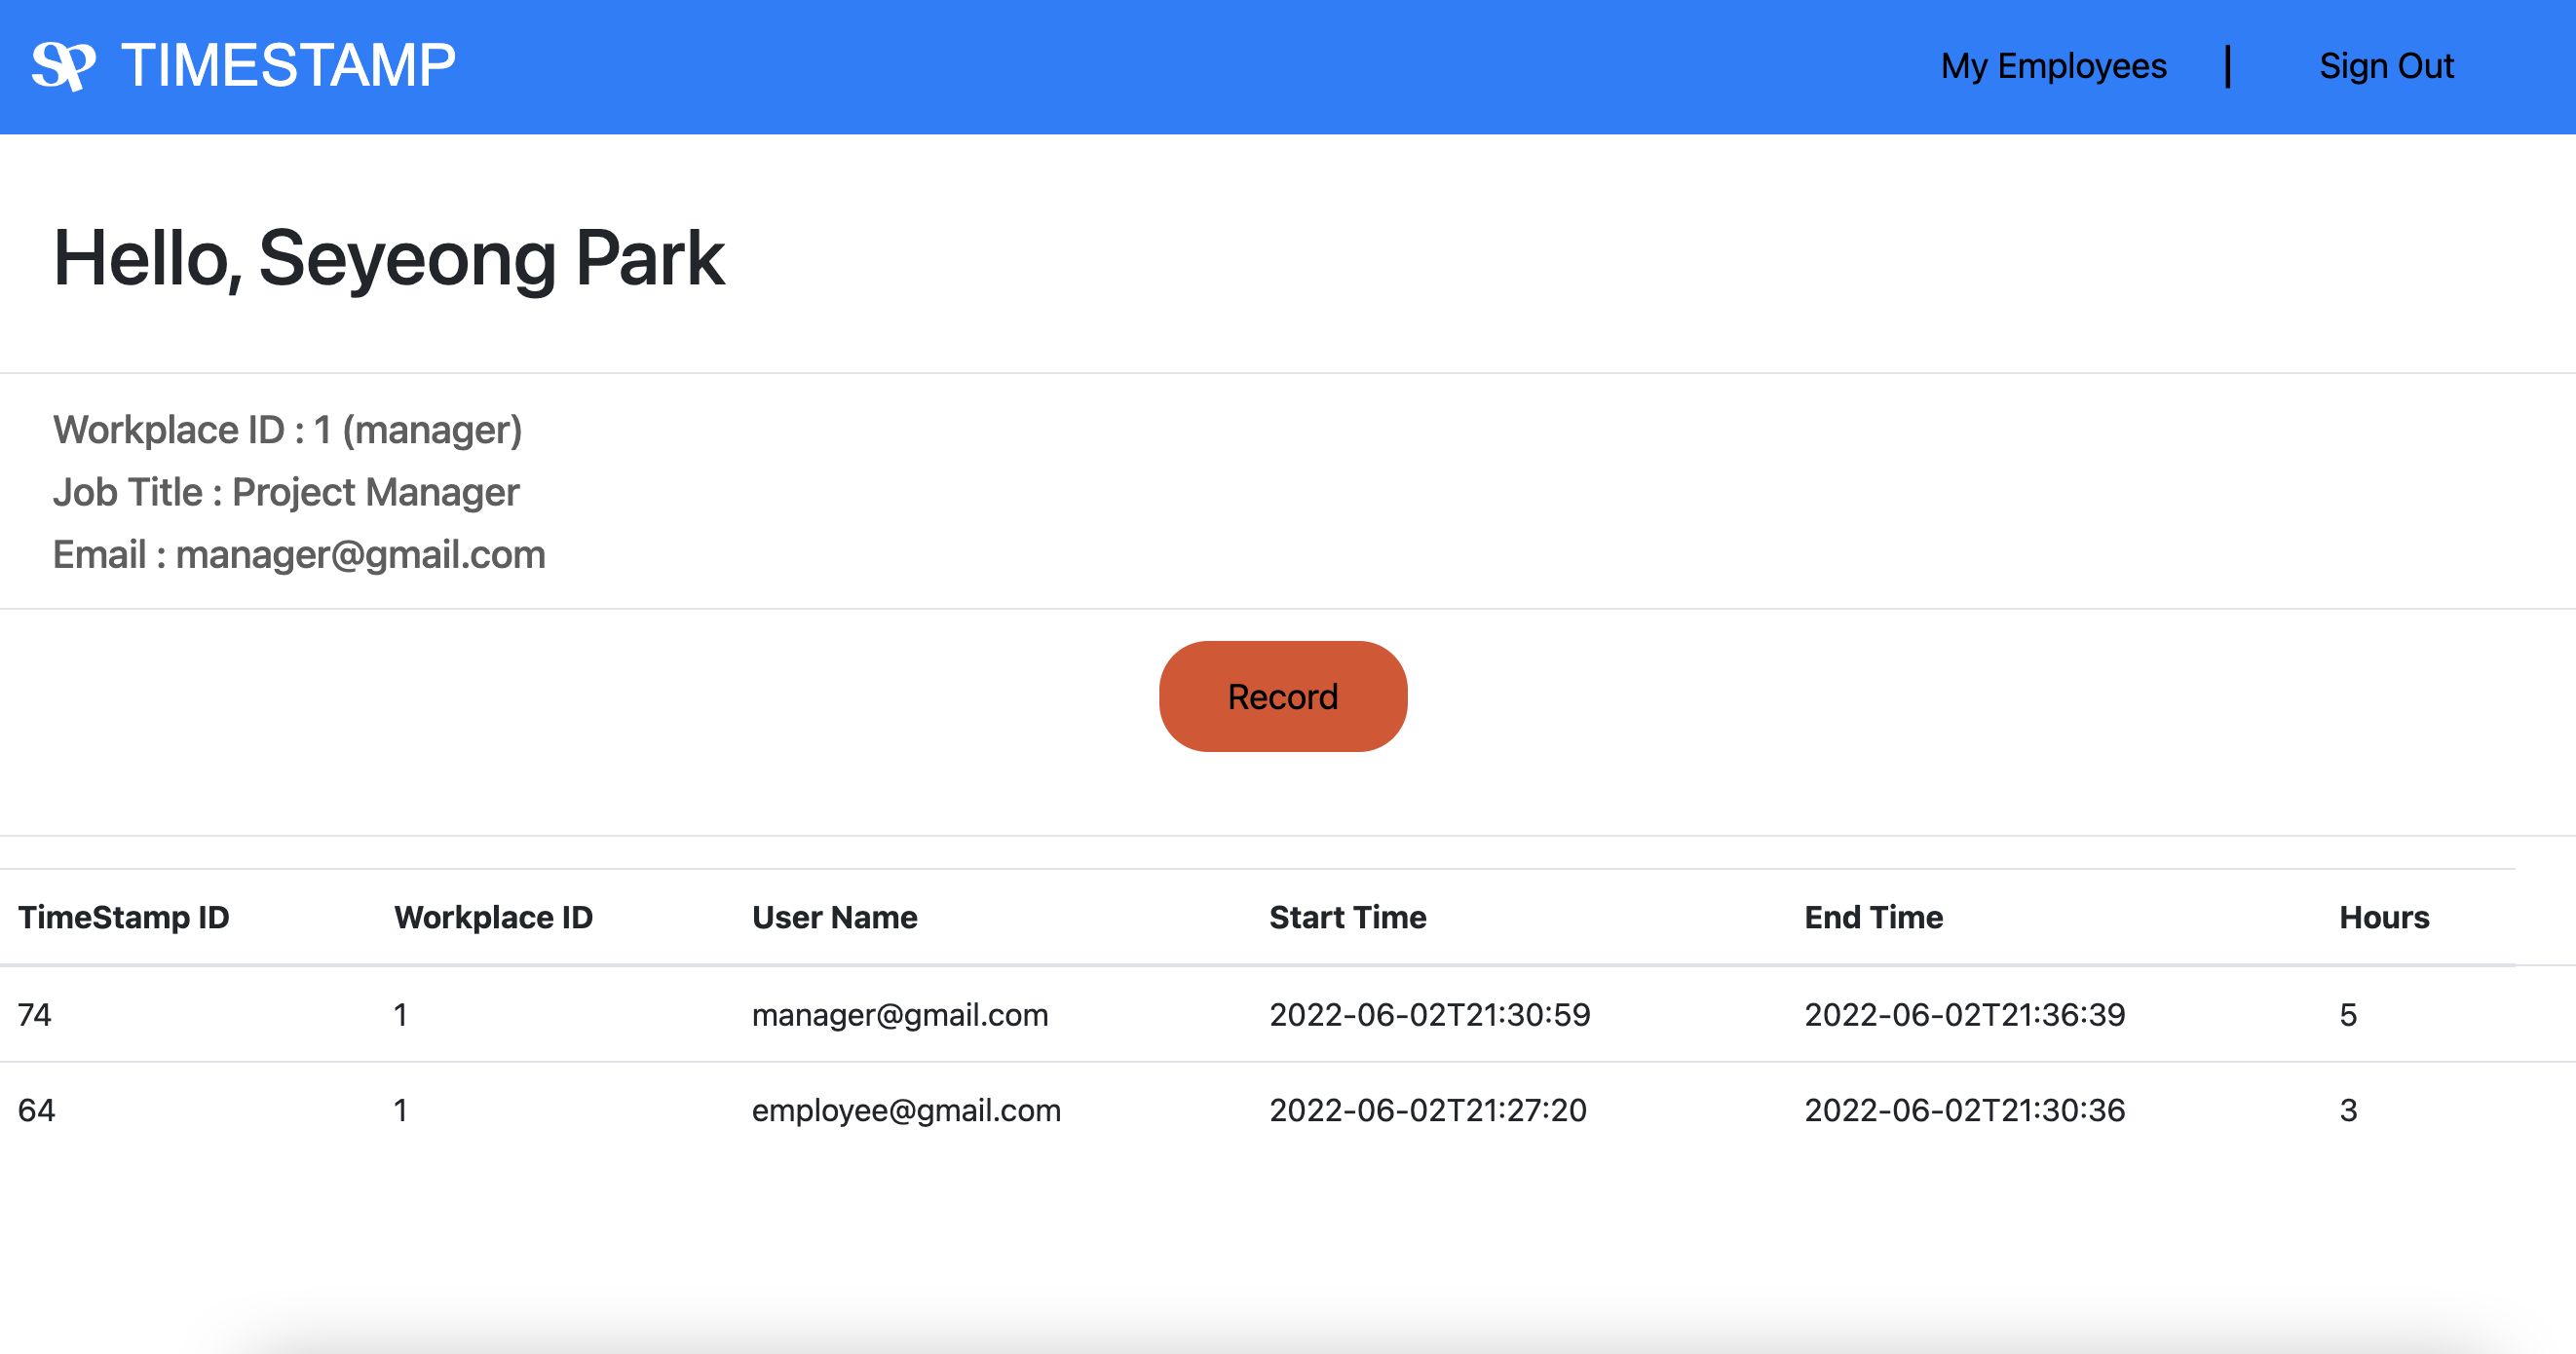 SP TIMESTAMP My Employees | Sign Out
Hello, Seyeong Park
Workplace ID : 1 (manager)
Job Title : Project Manager
Email : manager@gmail.com
Record
TimeStamp ID Workplace ID User Name Start Time End Time Hours
74 1 manager@gmail.com 2022-06-02T21:30:59 2022-06-02T21:36:39 5
64 1 employee@gmail.com 2022-06-02T21:27:20 2022-06-02T21:30:36 3